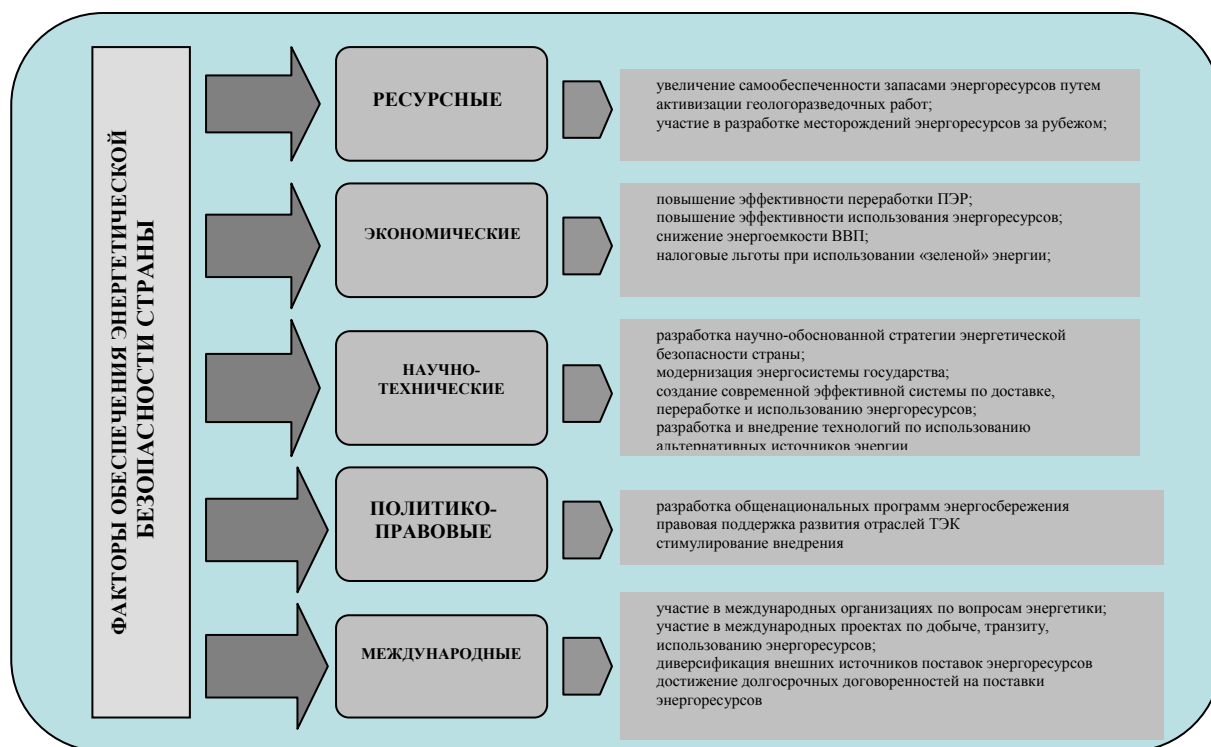 ФАКТОРЫ ОБЕСПЕЧЕНИЯ ЭНЕРГЕТИЧЕСКОЙ
БЕЗОПАСНОСТИ СТРАНЫ
РЕСУРСНЫЕ
увеличение самообеспеченности запасами энергоресурсов путем
активизации геологоразведочных работ;
участие в разработке месторождений энергоресурсов за рубежом;
ЭКОНОМИЧЕСКИЕ
повышение эффективности переработки ПЭР;
повышение эффективности использования энергоресурсов;
снижение энергоемкости ВВП;
налоговые льготы при использовании «зеленой» энергии;
НАУЧНО-
ТЕХНИЧЕСКИЕ
разработка научно-обоснованной стратегии энергетической
безопасности страны;
модернизация энергосистемы государства;
создание современной эффективной системы по доставке,
переработке и использованию энергоресурсов;
разработка и внедрение технологий по использованию
альтернативных источников энергии
ПОЛИТИКО-
ПРАВОВЫЕ
разработка общенациональных программ энергосбережения
правовая поддержка развития отраслей ТЭК
стимулирование внедрения
МЕЖДУНАРОДНЫЕ
участие в международных организациях по вопросам энергетики;
участие в международных проектах по добыче, транзиту,
использованию энергоресурсов;
диверсификация внешних источников поставок энергоресурсов
достижение долгосрочных договоренностей на поставки
энергоресурсов